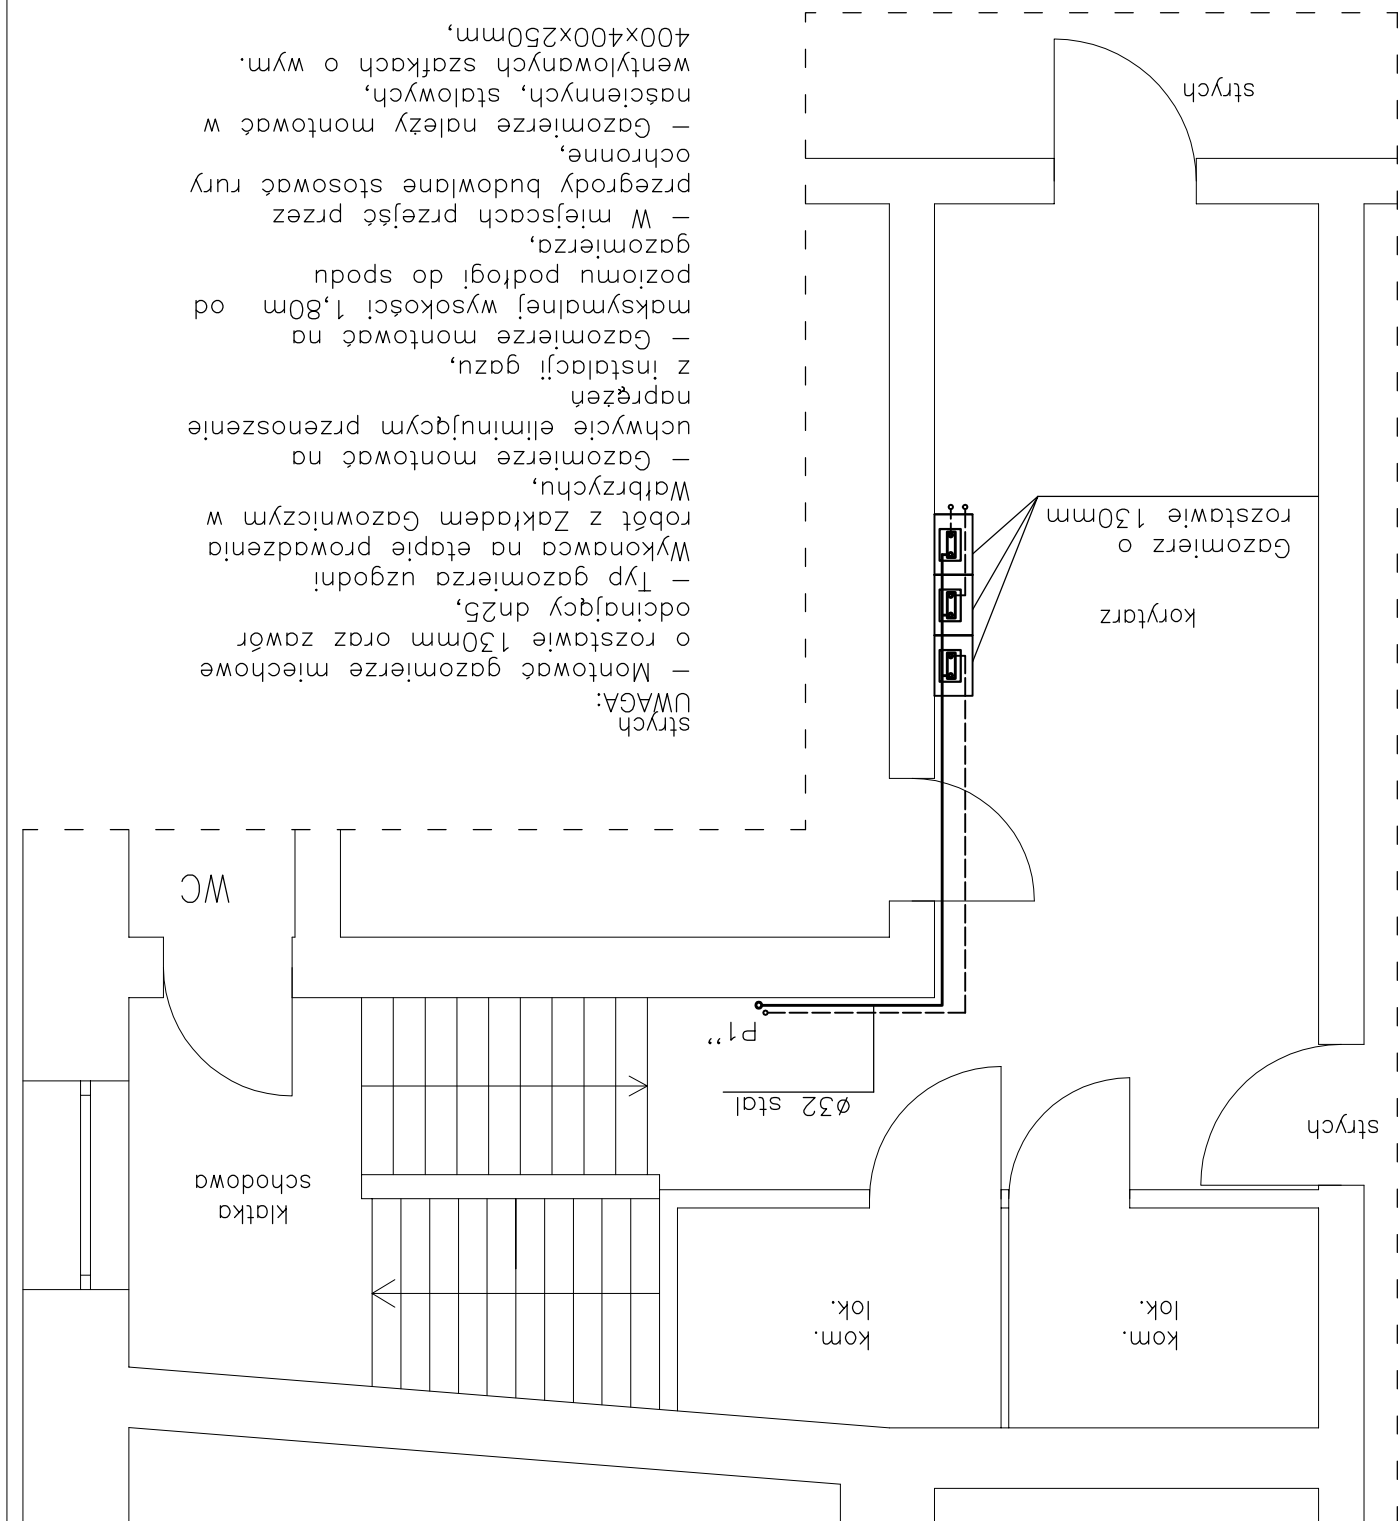 kom.
lok.
kom.
lok.
klatka
schodowa
strych
ø32 stal
P1"
WC
strych
UWAGA:
– Montować gazomierze miechowe
o rozstawie 130mm oraz zawór
odcinający dn25,
– Typ gazomierza uzgodni
Wykonawca na etapie prowadzenia
robót z Zakładem Gazowniczym w
Wałbrzychu,
– Gazomierze montować na
uchwycie eliminującym przenoszenie
naprężeń
z instalacji gazu,
– Gazomierze montować na
maksymalnej wysokości 1,80m od
poziomu podłogi do spodu
gazomierza,
– W miejscach przejść przez
przegrody budowlane stosować rury
ochronne,
– Gazomierze należy montować w
naściennych, stalowych,
wentylowanych szafkach o wym.
400x400x250mm,
korytarz
Gazomierz o
rozstawie 130mm
strych